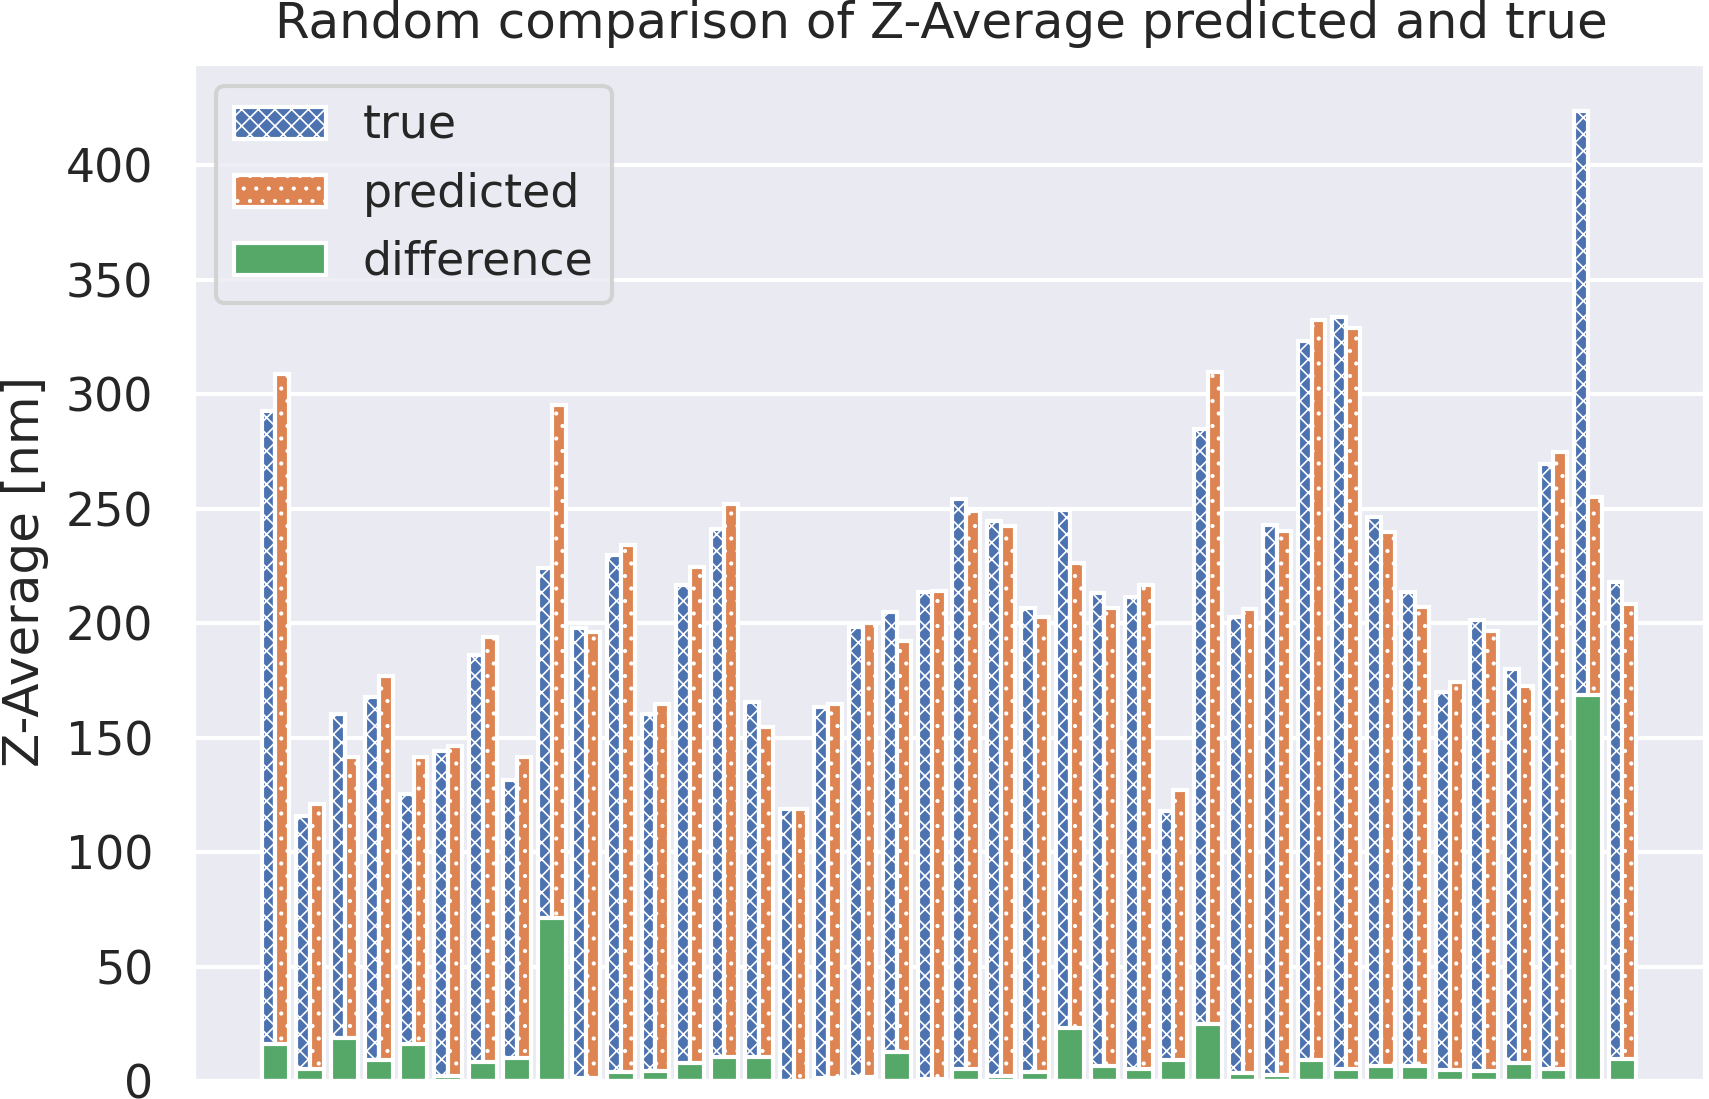 Random comparison of Z-Average predicted and true
true
predicted
difference
Z-Average [nm]
400
350
300
250
200
150
100
50
0